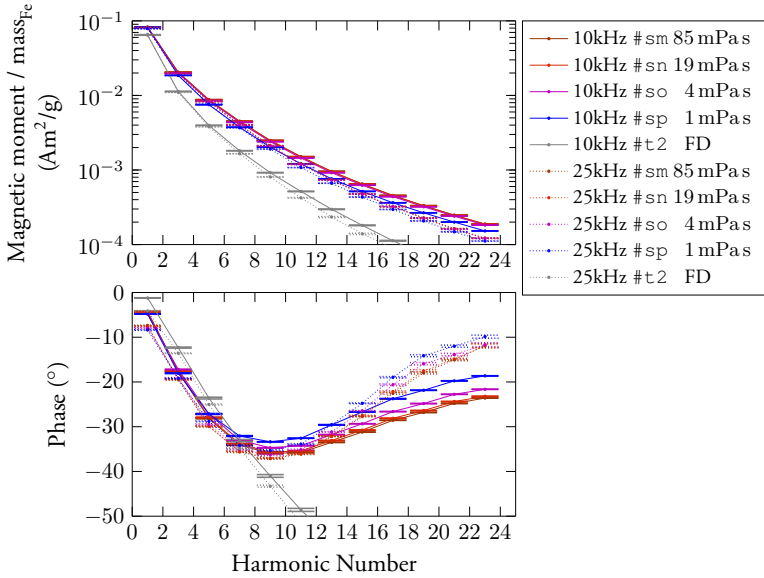 Magnetic moment / mass_Fe
(Am²/g)
10⁻¹
10⁻²
10⁻³
10⁻⁴
0 2 4 6 8 10 12 14 16 18 20 22 24
10kHz #sm 85 mPas
10kHz #sn 19 mPas
10kHz #so 4 mPas
10kHz #sp 1 mPas
10kHz #t2 FD
25kHz #sm 85 mPas
25kHz #sn 19 mPas
25kHz #so 4 mPas
25kHz #sp 1 mPas
25kHz #t2 FD
Phase (°)
0
−10
−20
−30
−40
−50
0 2 4 6 8 10 12 14 16 18 20 22 24
Harmonic Number